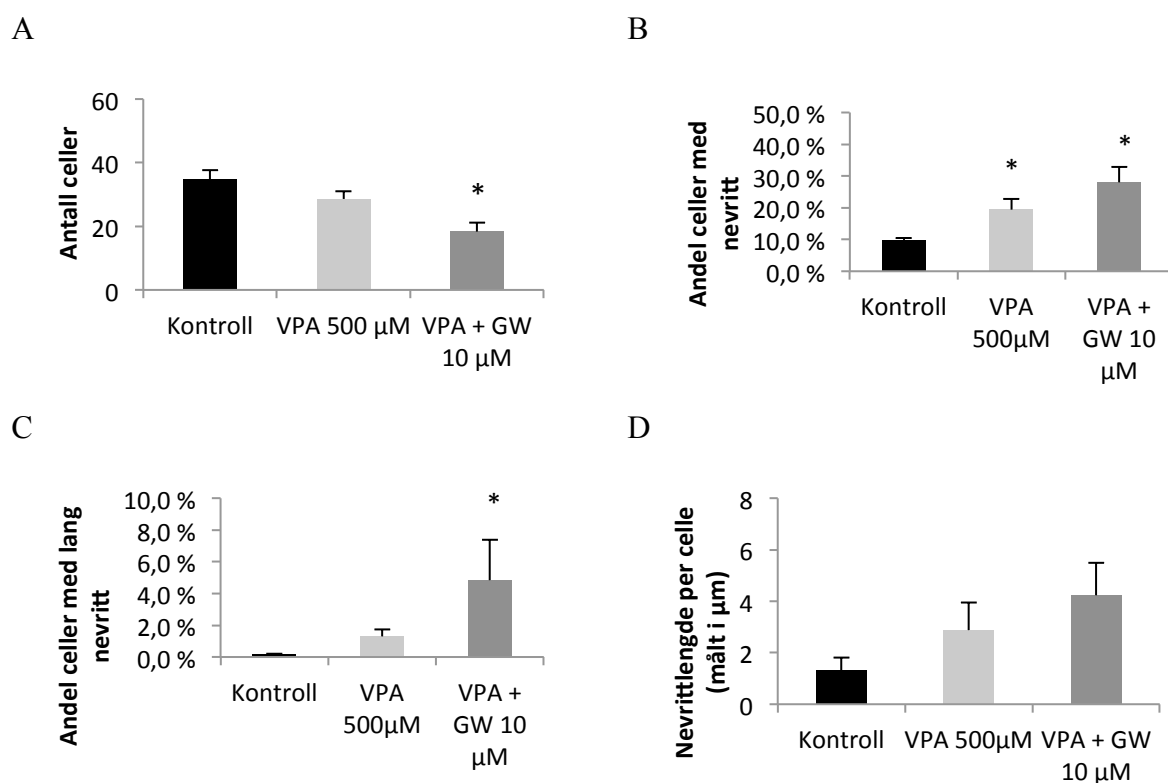 A
Antall celler
60
40
20
0
*
Kontroll
VPA 500 µM
VPA + GW
10 µM
B
Andel celler med
nevritt
50,0 %
40,0 %
30,0 %
20,0 %
10,0 %
0,0 %
*
*
Kontroll
VPA
500µM
VPA +
GW 10
µM
C
Andel celler med lang
nevritt
10,0 %
8,0 %
6,0 %
4,0 %
2,0 %
0,0 %
*
Kontroll
VPA
500µM
VPA +
GW 10
µM
D
Nevrittlengde per celle
(målt i µm)
8
6
4
2
0
Kontroll
VPA 500µM
VPA + GW
10 µM